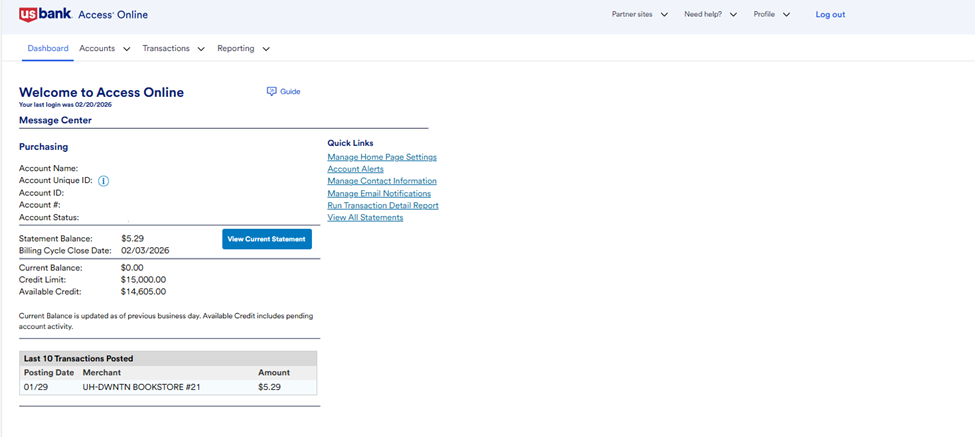 usbank Access® Online
Partner sites Need help? Profile Log out
Dashboard Accounts Transactions Reporting
Welcome to Access Online
Guide
Your last login was 02/20/2026
Message Center
Purchasing
Account Name:
Account Unique ID: i
Account ID:
Account #:
Account Status:
Statement Balance: $5.29
Billing Cycle Close Date: 02/03/2026
View Current Statement
Current Balance: $0.00
Credit Limit: $15,000.00
Available Credit: $14,605.00
Current Balance is updated as of previous business day. Available Credit includes pending
account activity.
Last 10 Transactions Posted
Posting Date Merchant Amount
01/29 UH-DWNTN BOOKSTORE #21 $5.29
Quick Links
Manage Home Page Settings
Account Alerts
Manage Contact Information
Manage Email Notifications
Run Transaction Detail Report
View All Statements